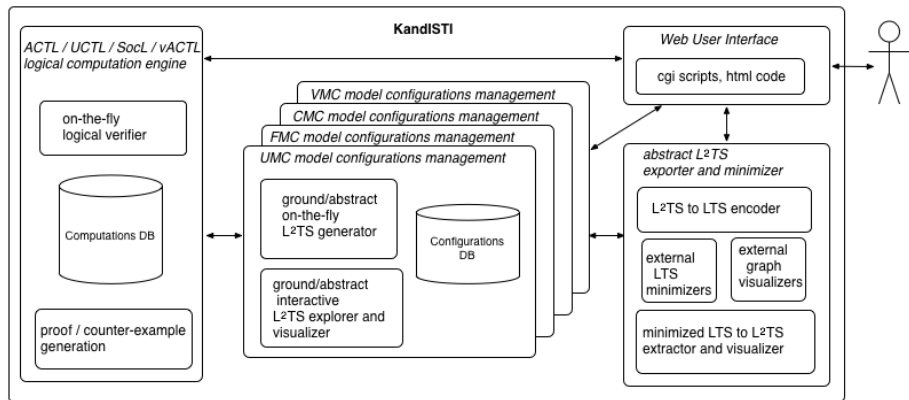 KandISTI
ACTL / UCTL / SocL / vACTL
logical computation engine
on-the-fly
logical verifier
Computations DB
proof / counter-example
generation
VMC model configurations management
CMC model configurations management
FMC model configurations management
UMC model configurations management
ground/abstract
on-the-fly
L²TS generator
Configurations
DB
ground/abstract
interactive
L²TS explorer and
visualizer
Web User Interface
cgi scripts, html code
abstract L²TS
exporter and minimizer
L²TS to LTS encoder
external
LTS
minimizers
external
graph
visualizers
minimized LTS to L²TS
extractor and visualizer